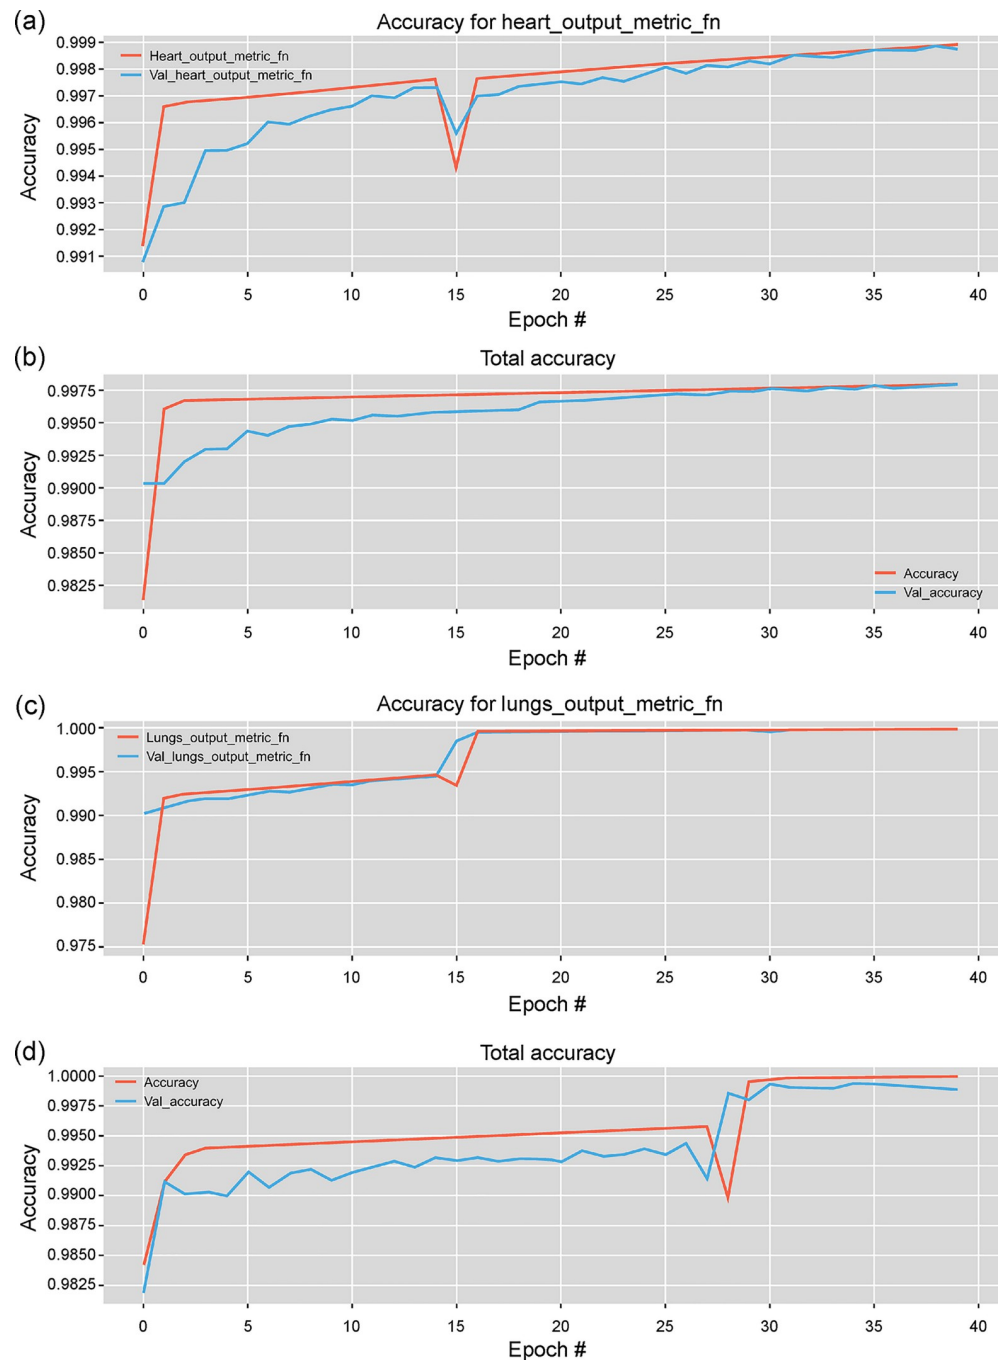 (a)
Accuracy for heart_output_metric_fn
0.999
0.998
0.997
0.996
0.995
0.994
0.993
0.992
0.991
Accuracy
Heart_output_metric_fn
Val_heart_output_metric_fn
0 5 10 15 20 25 30 35 40
Epoch #
(b)
Total accuracy
0.9975
0.9950
0.9925
0.9900
0.9875
0.9850
0.9825
Accuracy
Accuracy
Val_accuracy
0 5 10 15 20 25 30 35 40
Epoch #
(c)
Accuracy for lungs_output_metric_fn
1.000
0.995
0.990
0.985
0.980
0.975
Accuracy
Lungs_output_metric_fn
Val_lungs_output_metric_fn
0 5 10 15 20 25 30 35 40
Epoch #
(d)
Total accuracy
1.0000
0.9975
0.9950
0.9925
0.9900
0.9875
0.9850
0.9825
Accuracy
Accuracy
Val_accuracy
0 5 10 15 20 25 30 35 40
Epoch #